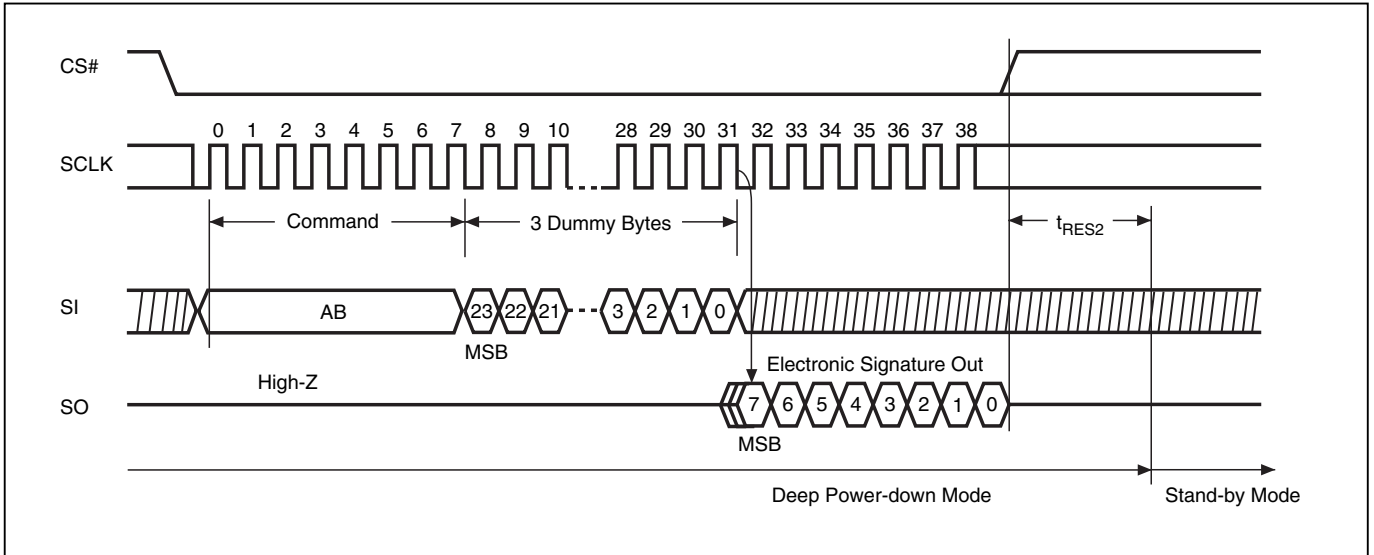 CS#
SCLK
0 1 2 3 4 5 6 7 8 9 10 28 29 30 31 32 33 34 35 36 37 38
Command
3 Dummy Bytes
tRES2
SI
AB
23 22 21 3 2 1 0
MSB
Electronic Signature Out
High-Z
SO
7 6 5 4 3 2 1 0
MSB
Deep Power-down Mode
Stand-by Mode